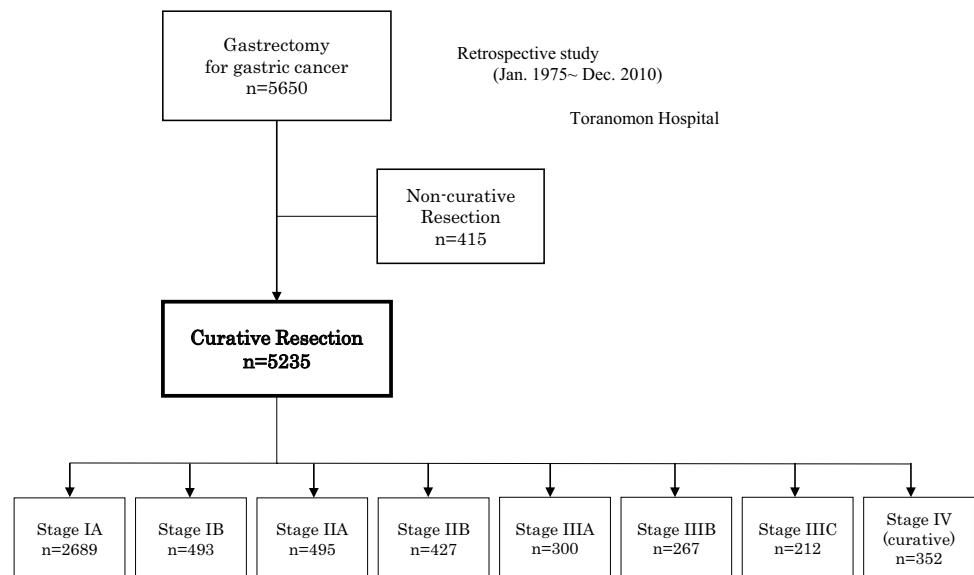 Gastrectomy
for gastric cancer
n=5650
Retrospective study
(Jan. 1975~ Dec. 2010)
Toranomon Hospital
Non-curative
Resection
n=415
Curative Resection
n=5235
Stage IA
n=2689
Stage IB
n=493
Stage IIA
n=495
Stage IIB
n=427
Stage IIIA
n=300
Stage IIIB
n=267
Stage IIIC
n=212
Stage IV
(curative)
n=352